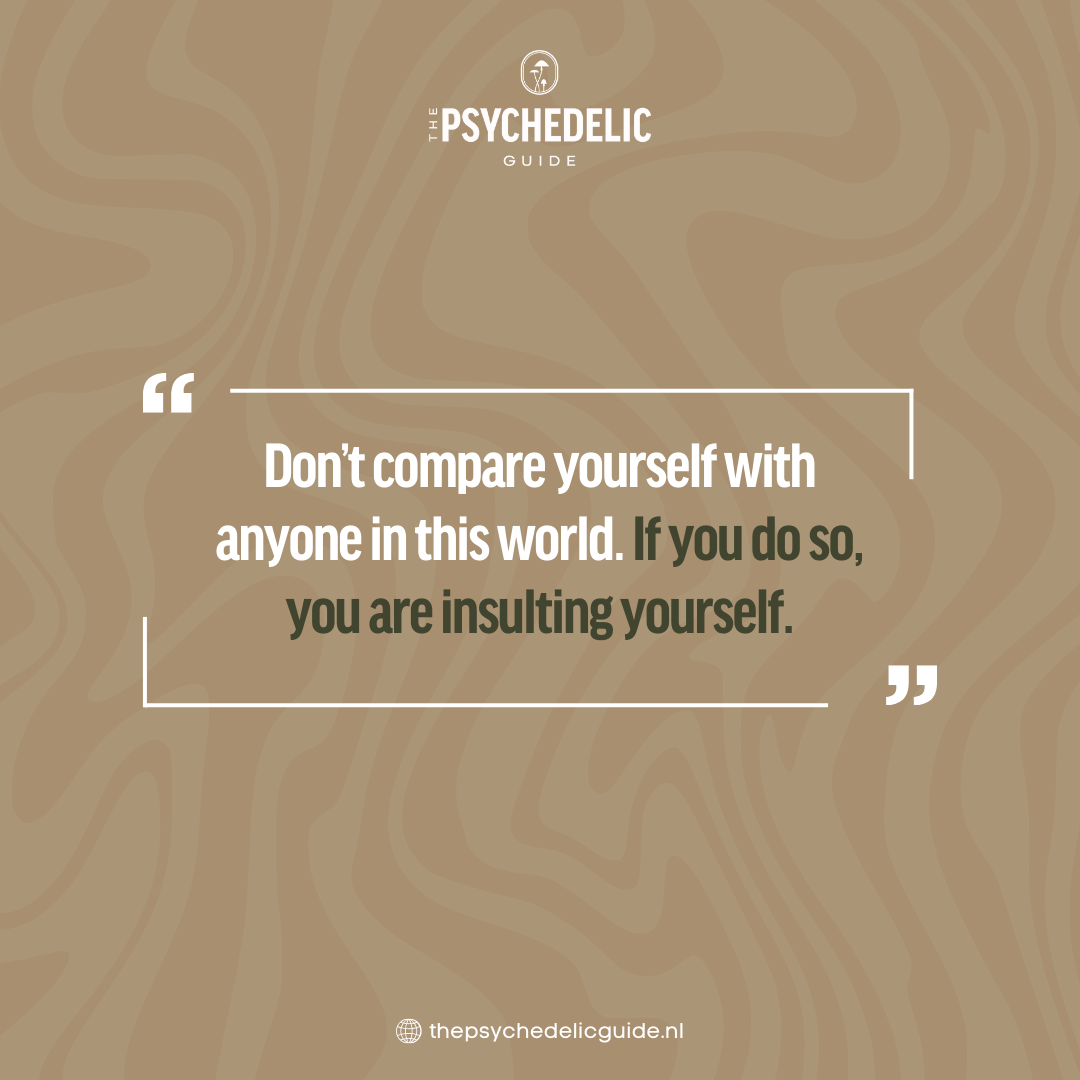 THE PSYCHEDELIC
GUIDE
“
Don’t compare yourself with
anyone in this world. If you do so,
you are insulting yourself.
”
thepsychedelicguide.nl